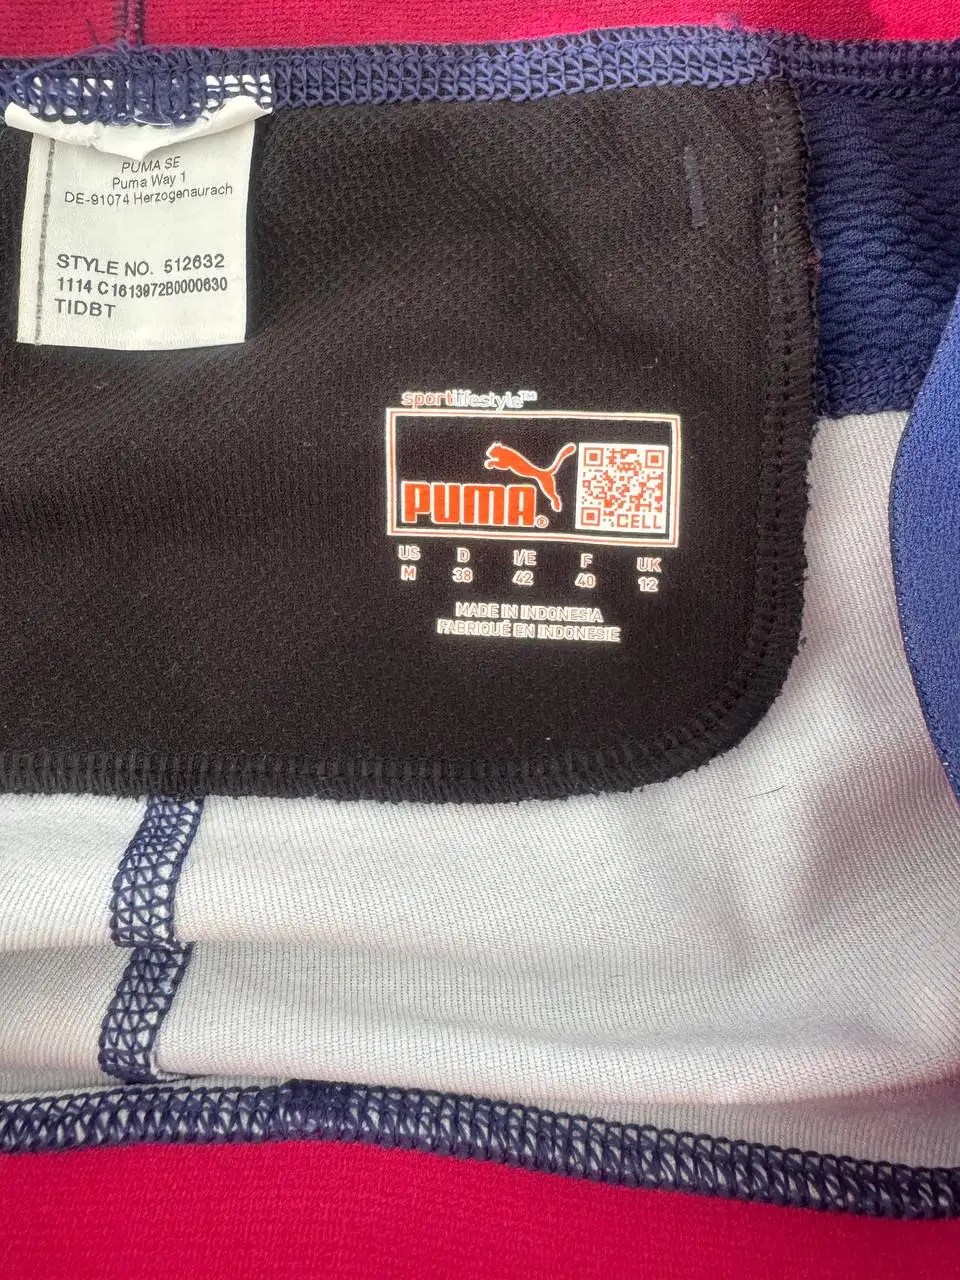 PUMA SE
Puma Way 1
DE-91074 Herzogenaurach
STYLE NO. 512632
1114 C1613972B0000630
TIDBT
sportlifestyle™
PUMA®
CELL
US D I/E F UK
M 38 42 40 12
MADE IN INDONESIA
FABRIQUÉ EN INDONESIE